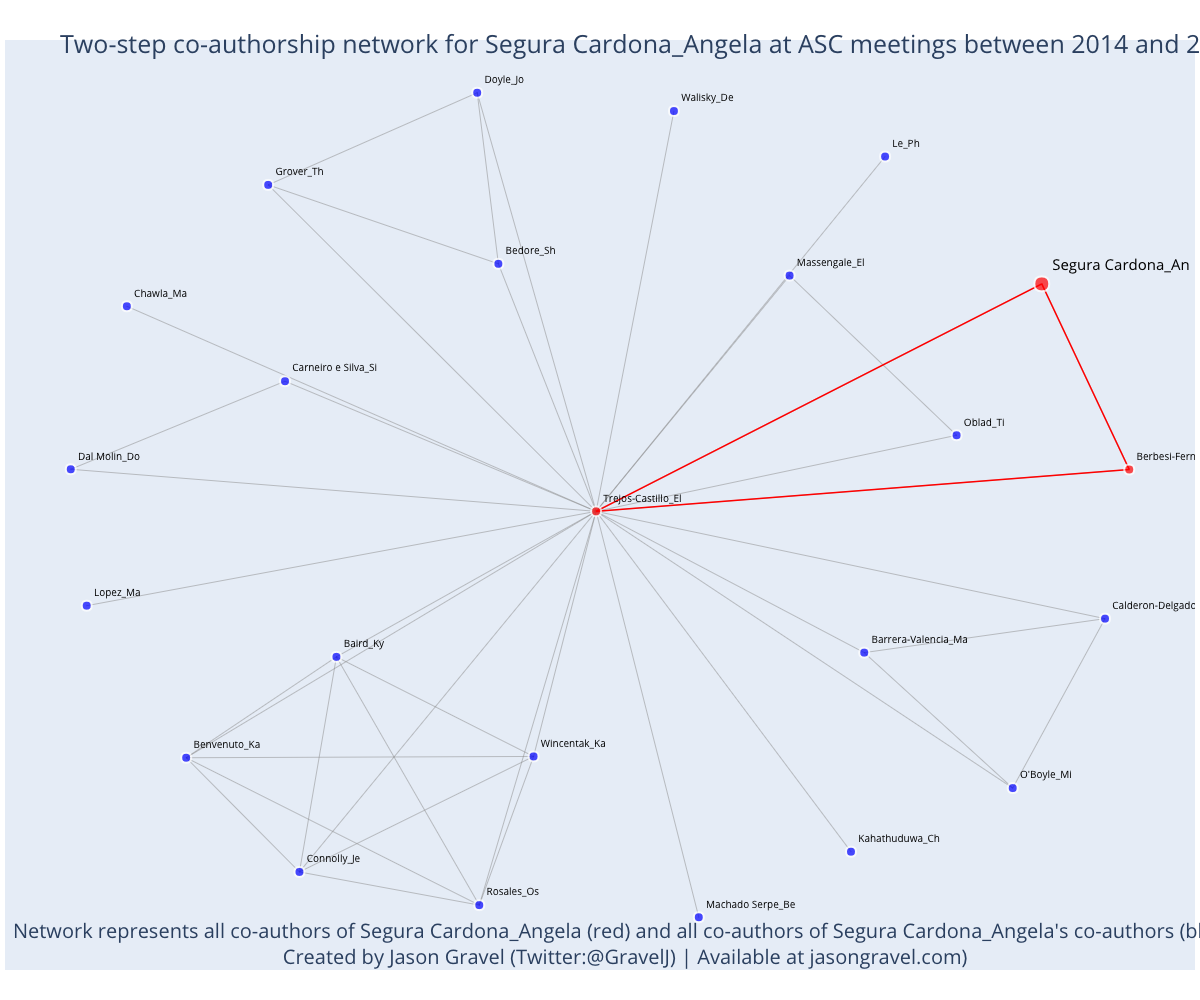 Two-step co-authorship network for Segura Cardona_Angela at ASC meetings between 2014 and 2
Doyle_Jo
Walisky_De
Le_Ph
Grover_Th
Bedore_Sh
Massengale_El
Segura Cardona_An
Chawla_Ma
Carneiro e Silva_Si
Oblad_Ti
Dal Molin_Do
Berbesi-Fern
Trejos-Castillo_El
Lopez_Ma
Calderon-Delgado
Barrera-Valencia_Ma
Baird_Ky
Benvenuto_Ka
Wincentak_Ka
O'Boyle_Mi
Kahathuduwa_Ch
Connolly_Je
Rosales_Os
Machado Serpe_Be
Network represents all co-authors of Segura Cardona_Angela (red) and all co-authors of Segura Cardona_Angela's co-authors (bl
Created by Jason Gravel (Twitter:@GravelJ) | Available at jasongravel.com)